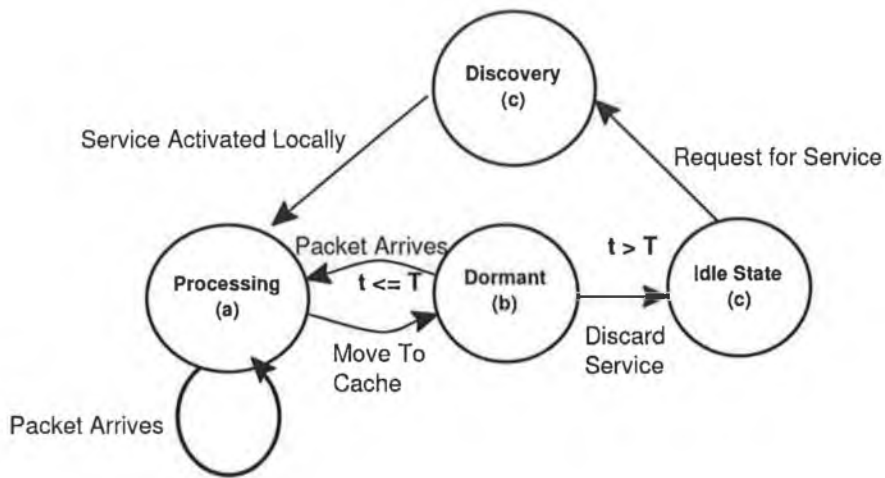 Discovery
(c)
Service Activated Locally
Request for Service
Packet Arrives
t > T
Processing
(a)
t <= T
Dormant
(b)
Idle State
(c)
Move To
Cache
Discard
Service
Packet Arrives